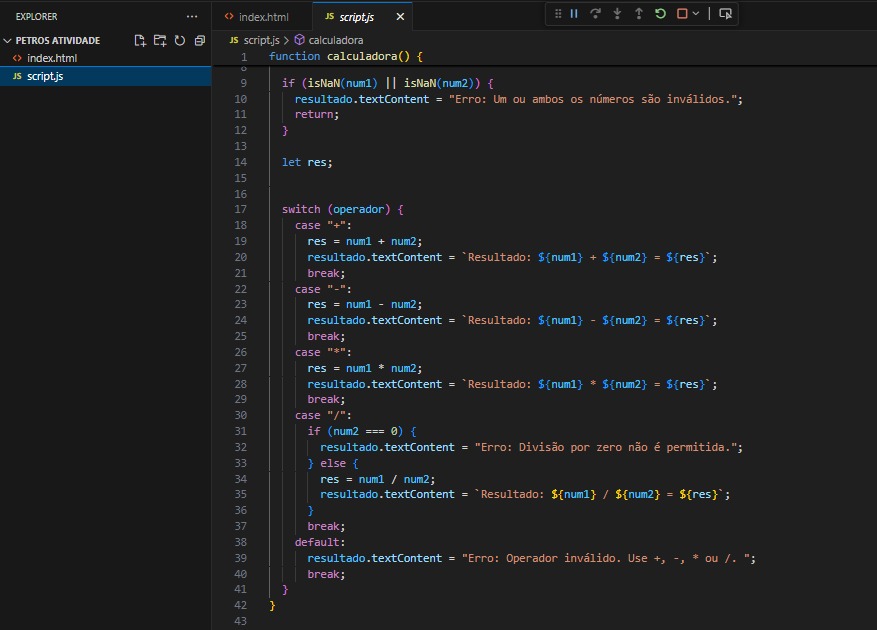 EXPLORER
PETROS ATIVIDADE
index.html
JS script.js
index.html
JS script.js
JS script.js > calculadora
1 function calculadora() {
8
9 if (isNaN(num1) || isNaN(num2)) {
10 resultado.textContent = "Erro: Um ou ambos os números são inválidos.";
11 return;
12 }
13
14 let res;
15
16
17 switch (operador) {
18 case "+":
19 res = num1 + num2;
20 resultado.textContent = `Resultado: ${num1} + ${num2} = ${res}`;
21 break;
22 case "-":
23 res = num1 - num2;
24 resultado.textContent = `Resultado: ${num1} - ${num2} = ${res}`;
25 break;
26 case "*":
27 res = num1 * num2;
28 resultado.textContent = `Resultado: ${num1} * ${num2} = ${res}`;
29 break;
30 case "/":
31 if (num2 === 0) {
32 resultado.textContent = "Erro: Divisão por zero não é permitida.";
33 } else {
34 res = num1 / num2;
35 resultado.textContent = `Resultado: ${num1} / ${num2} = ${res}`;
36 }
37 break;
38 default:
39 resultado.textContent = "Erro: Operador inválido. Use +, -, * ou /. ";
40 break;
41 }
42 }
43